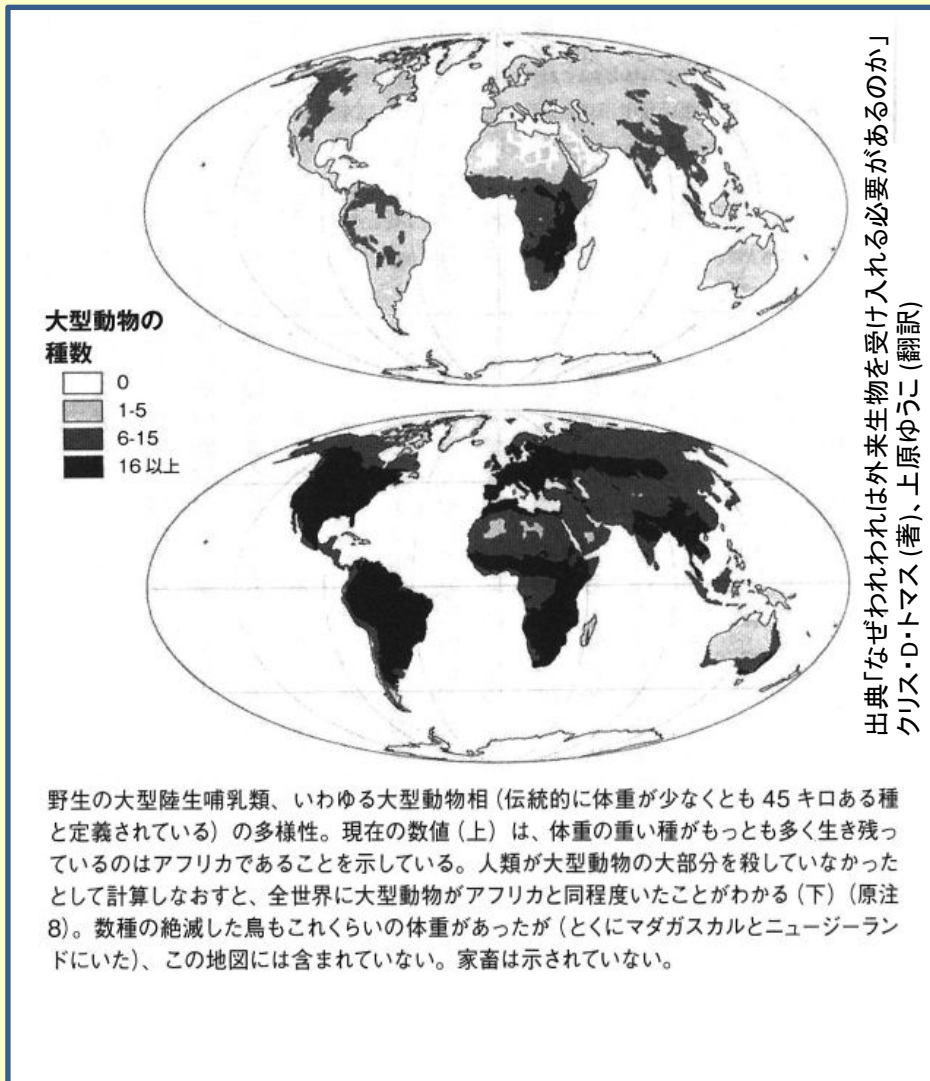 大型動物の
種数
0
1-5
6-15
16以上
出典「なぜわれわれは外来生物を受け入れる必要があるのか」
クリス・D・トマス (著)、上原ゆうこ (翻訳)
野生の大型陸生哺乳類、いわゆる大型動物相（伝統的に体重が少なくとも 45 キロある種
と定義されている）の多様性。現在の数値（上）は、体重の重い種がもっとも多く生き残っ
ているのはアフリカであることを示している。人類が大型動物の大部分を殺していなかった
として計算しなおすと、全世界に大型動物がアフリカと同程度いたことがわかる（下）（原注
8）。数種の絶滅した鳥もこれくらいの体重があったが（とくにマダガスカルとニュージーラン
ドにいた）、この地図には含まれていない。家畜は示されていない。